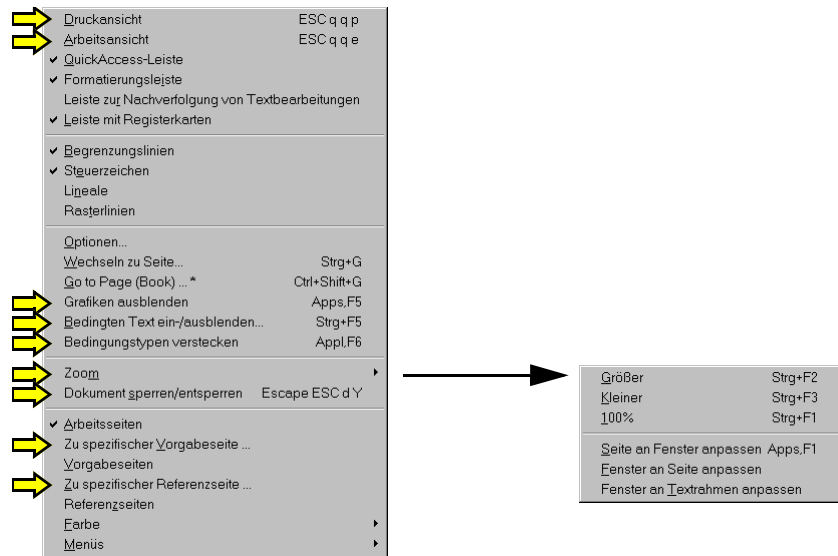 Druckansicht ESC q q p
Arbeitsansicht ESC q q e
QuickAccess-Leiste
Formatierungsleiste
Leiste zur Nachverfolgung von Textbearbeitungen
Leiste mit Registerkarten
Begrenzungslinien
Steuerzeichen
Lineale
Rasterlinien
Optionen...
Wechseln zu Seite... Strg+G
Go to Page (Book) ... * Ctrl+Shift+G
Grafiken ausblenden Apps,F5
Bedingten Text ein-/ausblenden... Strg+F5
Bedingungstypen verstecken Appl,F6
Zoom
Dokument sperren/entsperren Escape ESC d Y
Arbeitsseiten
Zu spezifischer Vorgabeseite ...
Vorgabeseiten
Zu spezifischer Referenzseite ...
Referenzseiten
Farbe
Menüs
Größer Strg+F2
Kleiner Strg+F3
100% Strg+F1
Seite an Fenster anpassen Apps,F1
Fenster an Seite anpassen
Fenster an Textrahmen anpassen